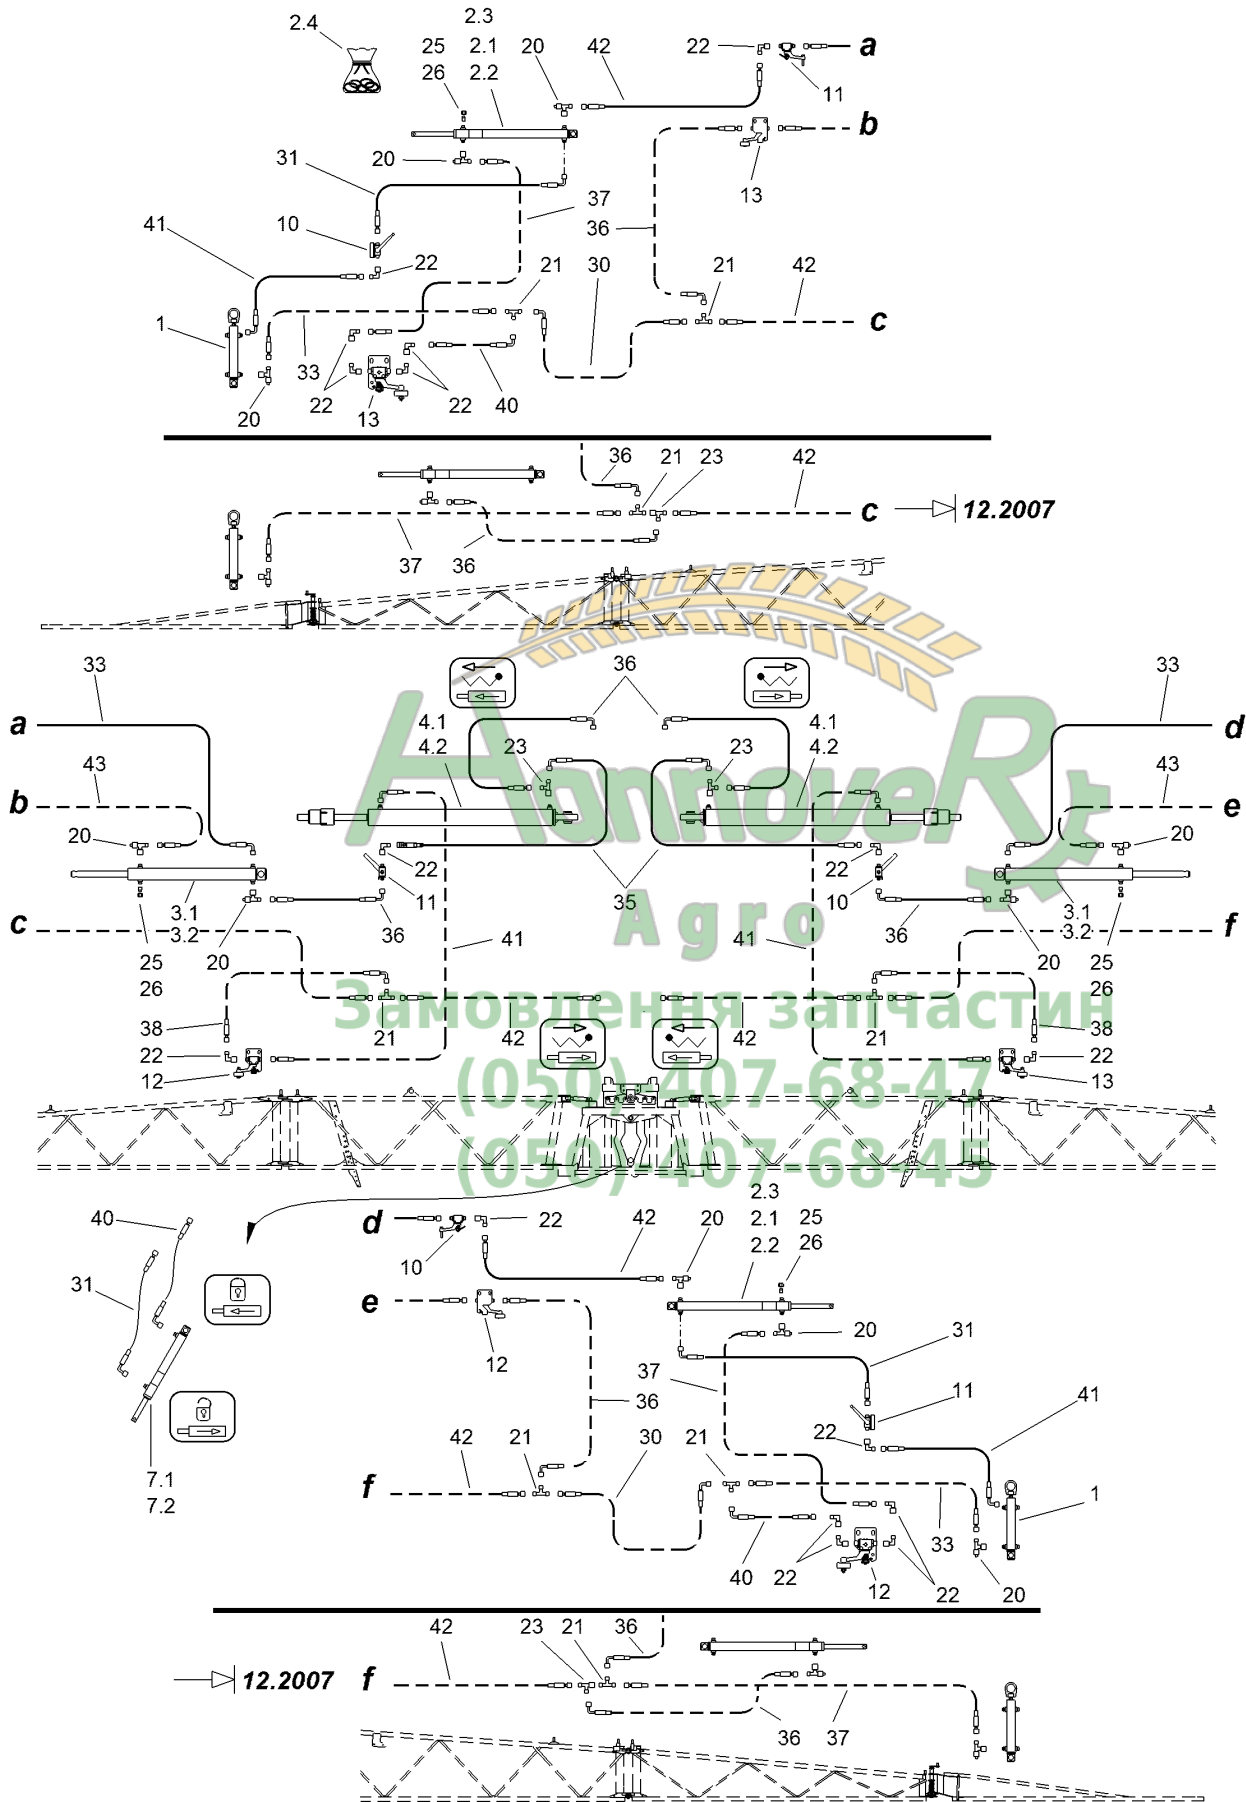 2.4
2.3
25 2.1 20 42 22 a
26 2.2 11
b
31 20 37 13
41 10 36
22 21 30 21 42
1 c
33 22 22 40
20 13
36 21 23 42
c 12.2007
37 36
33 36 33
a 4.1 4.1 d
43 4.2 23 23 4.2 43
b e
20 22 22 20
3.1 11 35 10 3.1
c 3.2 36 36 3.2 f
25 20 41 41 20 25
26 26
38 21 42 42 21 38
22 22
12 13
HannoveR
Agro
Замовлення запчастин
(050) 407-68-47
(050) 407-68-45
2.3
40 d 22 42 20 2.1 25
10 2.2 26
31 e 20 31
12 37 11 41
36 22
42 21 30 21
7.1 f 1
7.2 33
40 22 12 22 20
42 23 21 36
12.2007 f
36 37